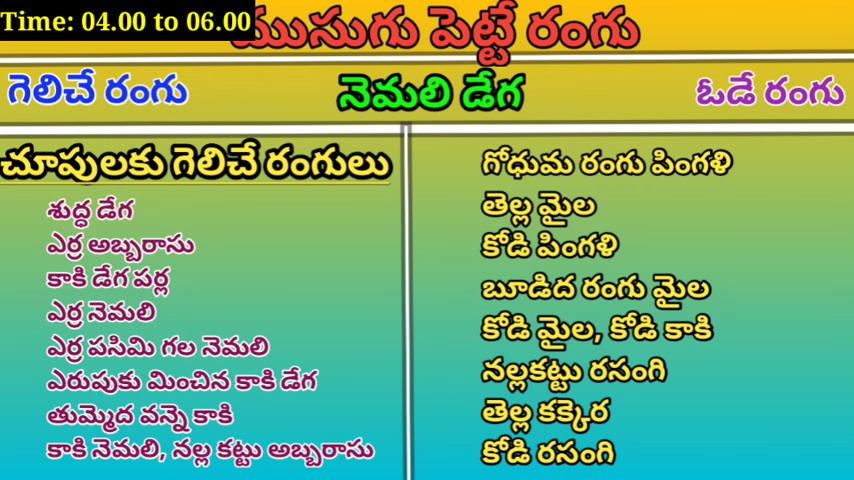 Time: 04.00 to 06.00
ముసుగు పెట్టే రంగు
గెలిచే రంగు
నెమలి డేగ
ఓడే రంగు
చూపులకు గెలిచే రంగులు
శుద్ధ డేగ
ఎర్ర అబ్బరాసు
కాకి డేగ పర్ల
ఎర్ర నెమలి
ఎర్ర పసిమి గల నెమలి
ఎరుపుకు మించిన కాకి డేగ
తుమ్మెద వన్నె కాకి
కాకి నెమలి, నల్ల కట్టు అబ్బరాసు
గోధుమ రంగు పింగళి
తెల్ల మైల
కోడి పింగళి
బూడిద రంగు మైల
కోడి మైల, కోడి కాకి
నల్లకట్టు రసంగి
తెల్ల కక్కెర
కోడి రసంగి